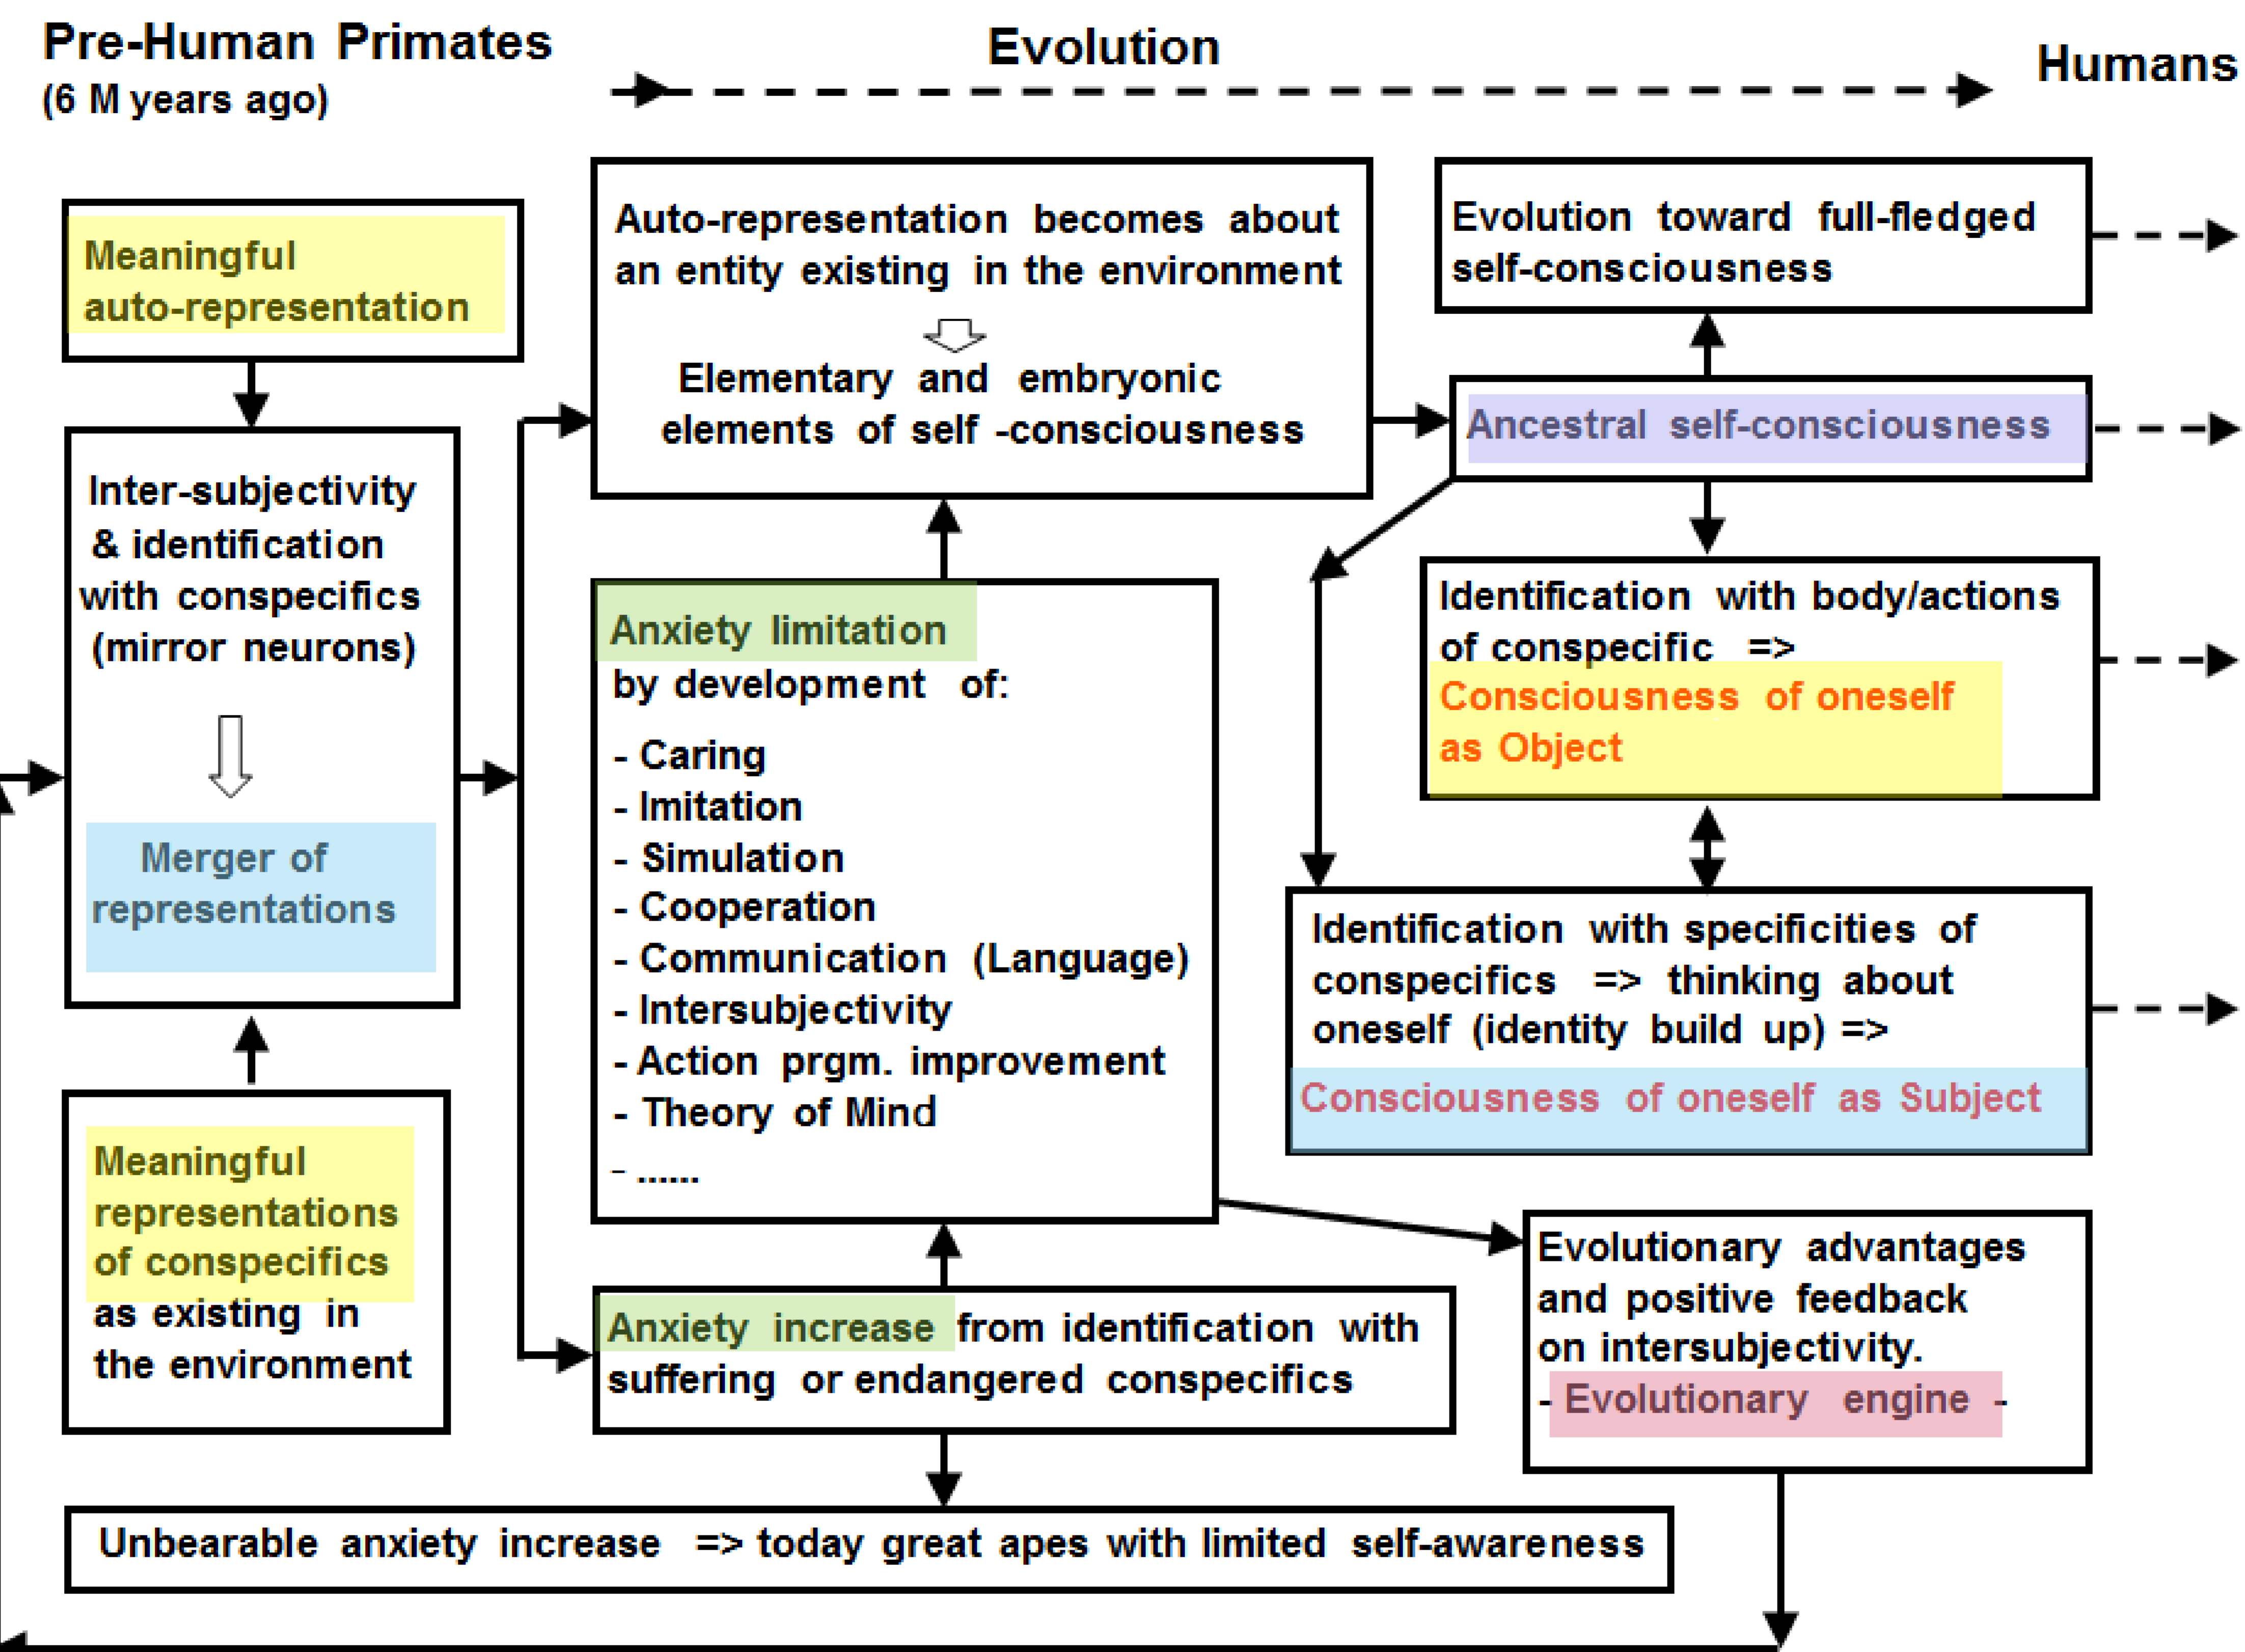 Pre-Human Primates
(6 M years ago)
Evolution
Humans
Meaningful
auto-representation
Inter-subjectivity
& identification
with conspecifics
(mirror neurons)
Merger of
representations
Meaningful
representations
of conspecifics
as existing in
the environment
Auto-representation becomes about
an entity existing in the environment
Elementary and embryonic
elements of self -consciousness
Anxiety limitation
by development of:
- Caring
- Imitation
- Simulation
- Cooperation
- Communication (Language)
- Intersubjectivity
- Action prgm. improvement
- Theory of Mind
- ......
Anxiety increase from identification with
suffering or endangered conspecifics
Unbearable anxiety increase => today great apes with limited self-awareness
Evolution toward full-fledged
self-consciousness
Ancestral self-consciousness
Identification with body/actions
of conspecific =>
Consciousness of oneself
as Object
Identification with specificities of
conspecifics => thinking about
oneself (identity build up) =>
Consciousness of oneself as Subject
Evolutionary advantages
and positive feedback
on intersubjectivity.
- Evolutionary engine -